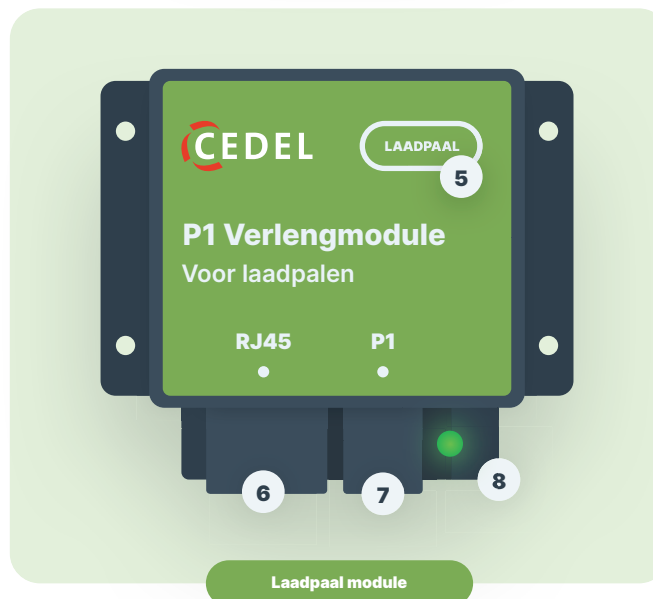 CEDEL
LAADPAAL
5
P1 Verlengmodule
Voor laadpalen
RJ45 P1
6 7 8
Laadpaal module